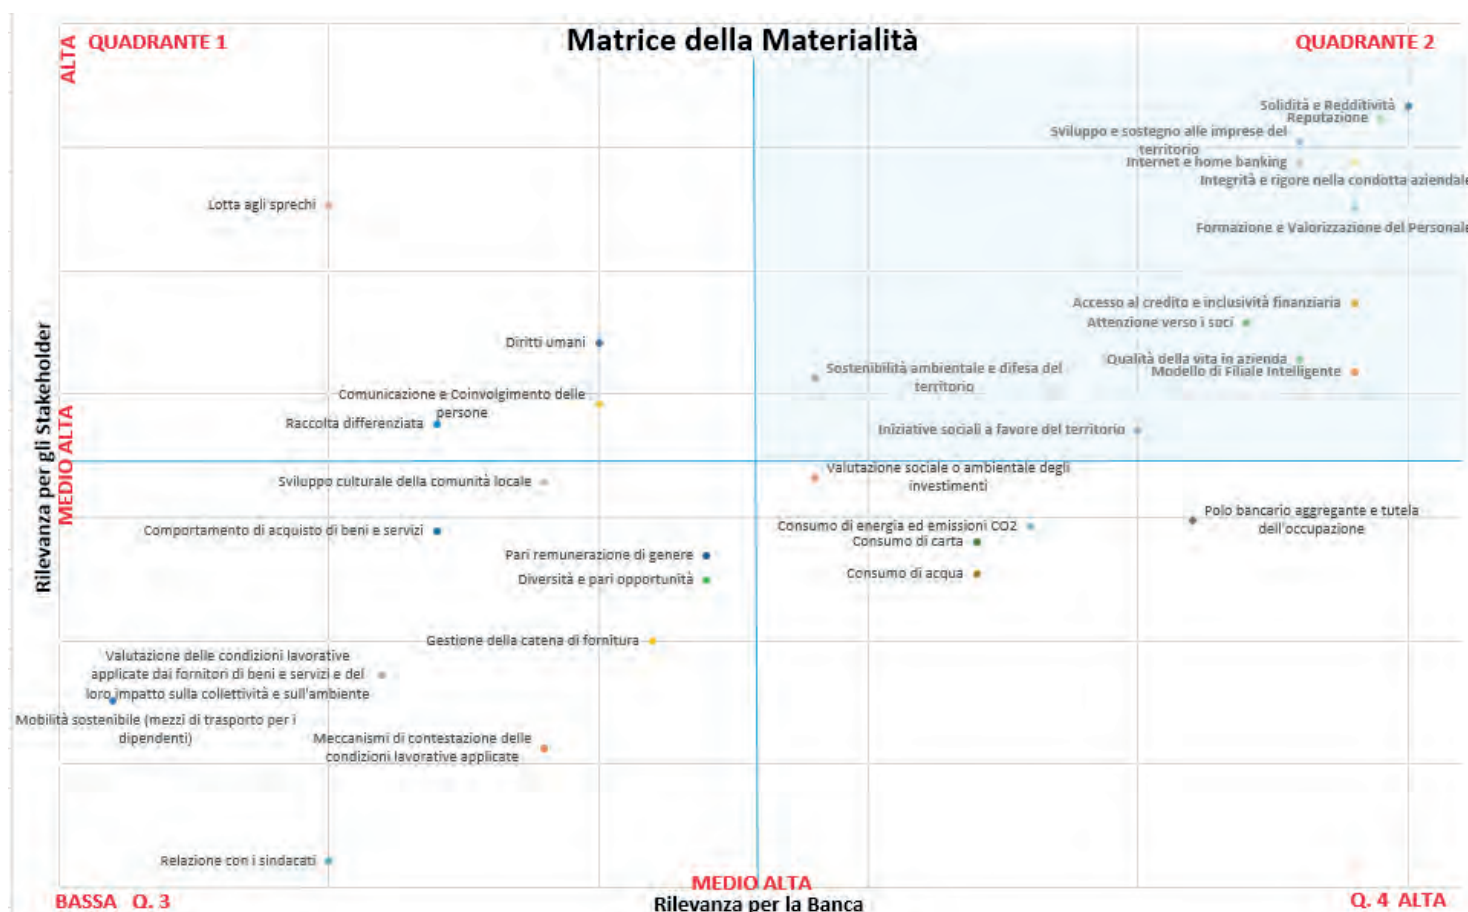 Matrice della Materialità
ALTA
QUADRANTE 1
QUADRANTE 2
Solidità e Redditività
Reputazione
Sviluppo e sostegno alle imprese del
territorio
Internet e home banking
Integrità e rigore nella condotta aziendale
Lotta agli sprechi
Formazione e Valorizzazione del Personale
Accesso al credito e inclusività finanziaria
Attenzione verso i soci
Diritti umani
Qualità della vita in azienda
Modello di Filiale Intelligente
Sostenibilità ambientale e difesa del
territorio
Comunicazione e Coinvolgimento delle
persone
Raccolta differenziata
Iniziative sociali a favore del territorio
Rilevanza per gli Stakeholder
MEDIO ALTA
Valutazione sociale o ambientale degli
investimenti
Sviluppo culturale della comunità locale
Polo bancario aggregante e tutela
dell'occupazione
Comportamento di acquisto di beni e servizi
Consumo di energia ed emissioni CO2
Consumo di carta
Pari remunerazione di genere
Diversità e pari opportunità
Consumo di acqua
Gestione della catena di fornitura
Valutazione delle condizioni lavorative
applicate dai fornitori di beni e servizi e del
loro impatto sulla collettività e sull'ambiente
Mobilità sostenibile (mezzi di trasporto per i
dipendenti)
Meccanismi di contestazione delle
condizioni lavorative applicate
Relazione con i sindacati
MEDIO ALTA
BASSA Q. 3
Rilevanza per la Banca
Q. 4 ALTA